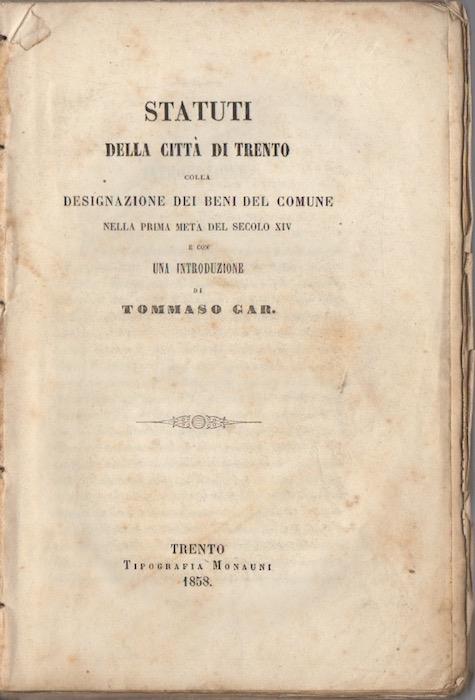 STATUTI
DELLA CITTÀ DI TRENTO
COLLA
DESIGNAZIONE DEI BENI DEL COMUNE
NELLA PRIMA METÀ DEL SECOLO XIV
E CON
UNA INTRODUZIONE
DI
TOMMASO GAR.
TRENTO
TIPOGRAFIA MONAUNI
1858.